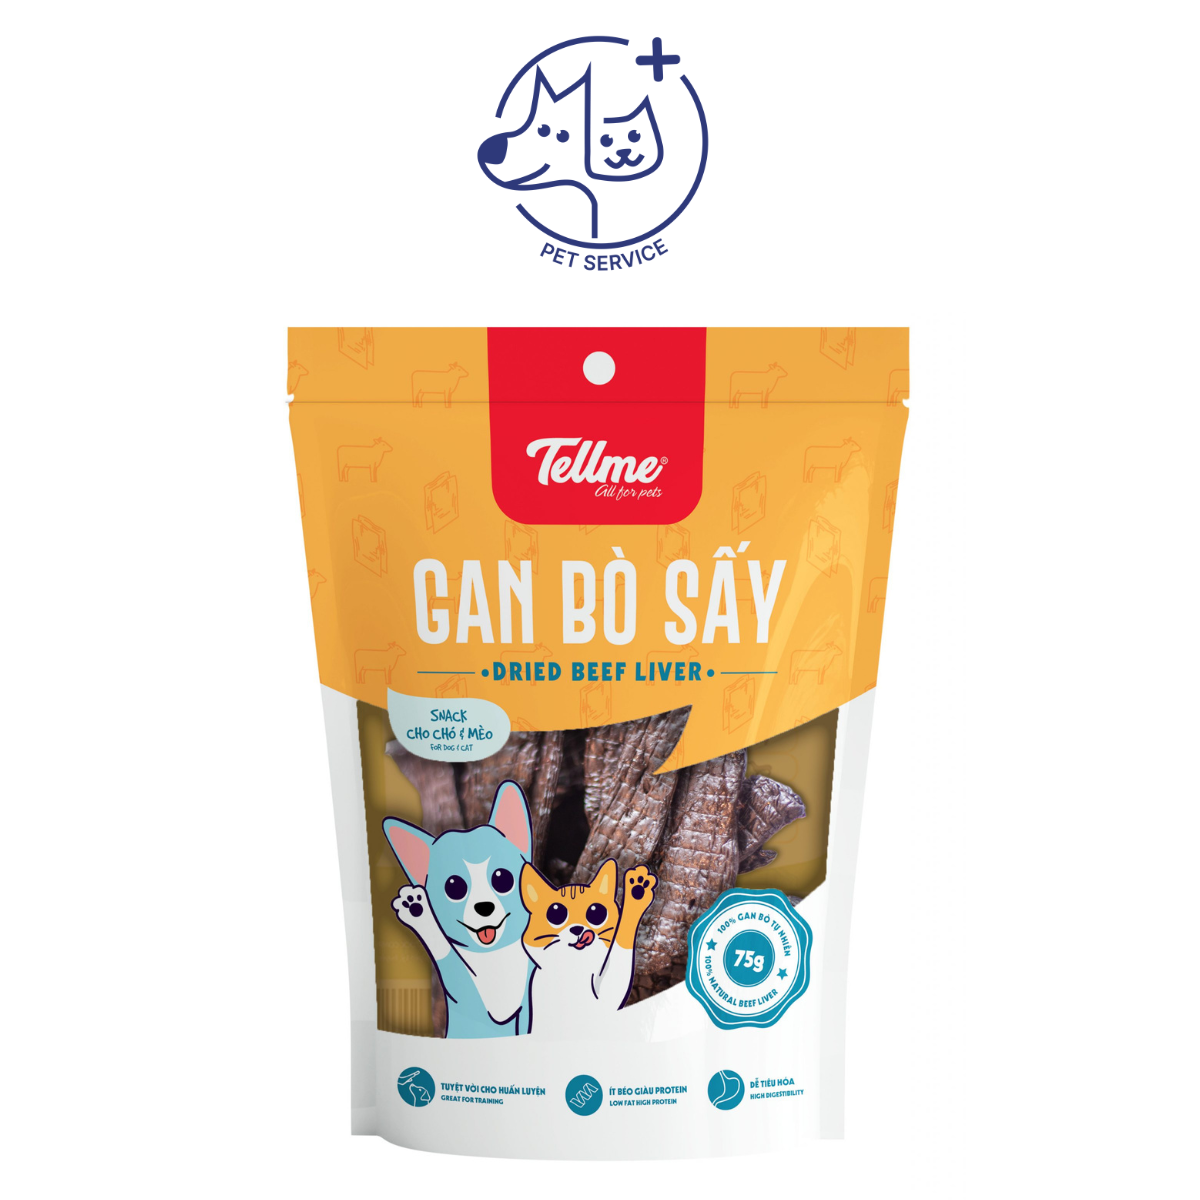 PET SERVICE
Tellme®
All for pets
GAN BÒ SẤY
•DRIED BEEF LIVER•
SNACK
CHO CHÓ & MÈO
FOR DOG & CAT
100% GAN BÒ TỰ NHIÊN
75g
100% NATURAL BEEF LIVER
TUYỆT VỜI CHO HUẤN LUYỆN
GREAT FOR TRAINING
ÍT BÉO GIÀU PROTEIN
LOW FAT HIGH PROTEIN
DỄ TIÊU HÓA
HIGH DIGESTIBILITY